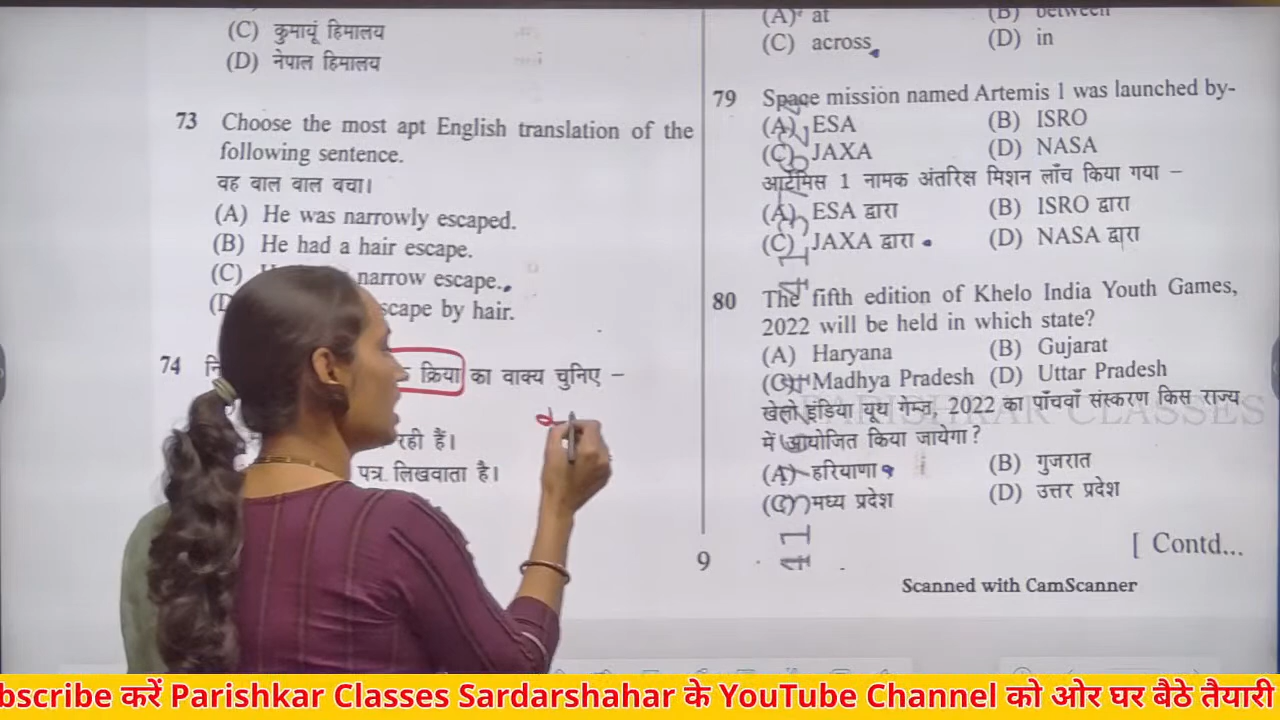 (C) कुमायूं हिमालय
(D) नेपाल हिमालय
73 Choose the most apt English translation of the
following sentence.
वह बाल बाल बचा।
(A) He was narrowly escaped.
(B) He had a hair escape.
(C) narrow escape.
by hair.
74 क्रिया का वाक्य चुनिए –
रही हैं।
पत्र लिखवाता है।
(A) at (B) between
(C) across (D) in
79 Space mission named Artemis 1 was launched by-
(A) ESA (B) ISRO
(C) JAXA (D) NASA
आर्टेमिस 1 नामक अंतरिक्ष मिशन लाँच किया गया –
(A) ESA द्वारा (B) ISRO द्वारा
(C) JAXA द्वारा (D) NASA द्वारा
80 The fifth edition of Khelo India Youth Games,
2022 will be held in which state?
(A) Haryana (B) Gujarat
(C) Madhya Pradesh (D) Uttar Pradesh
खेलो इंडिया यूथ गेम्ज़, 2022 का पाँचवाँ संस्करण किस राज्य
में आयोजित किया जायेगा?
(A) हरियाणा (B) गुजरात
(C) मध्य प्रदेश (D) उत्तर प्रदेश
PARISHKAR CLASSES
9
[ Contd...
Scanned with CamScanner
bscribe करें Parishkar Classes Sardarshahar के YouTube Channel को ओर घर बैठे तैयारी